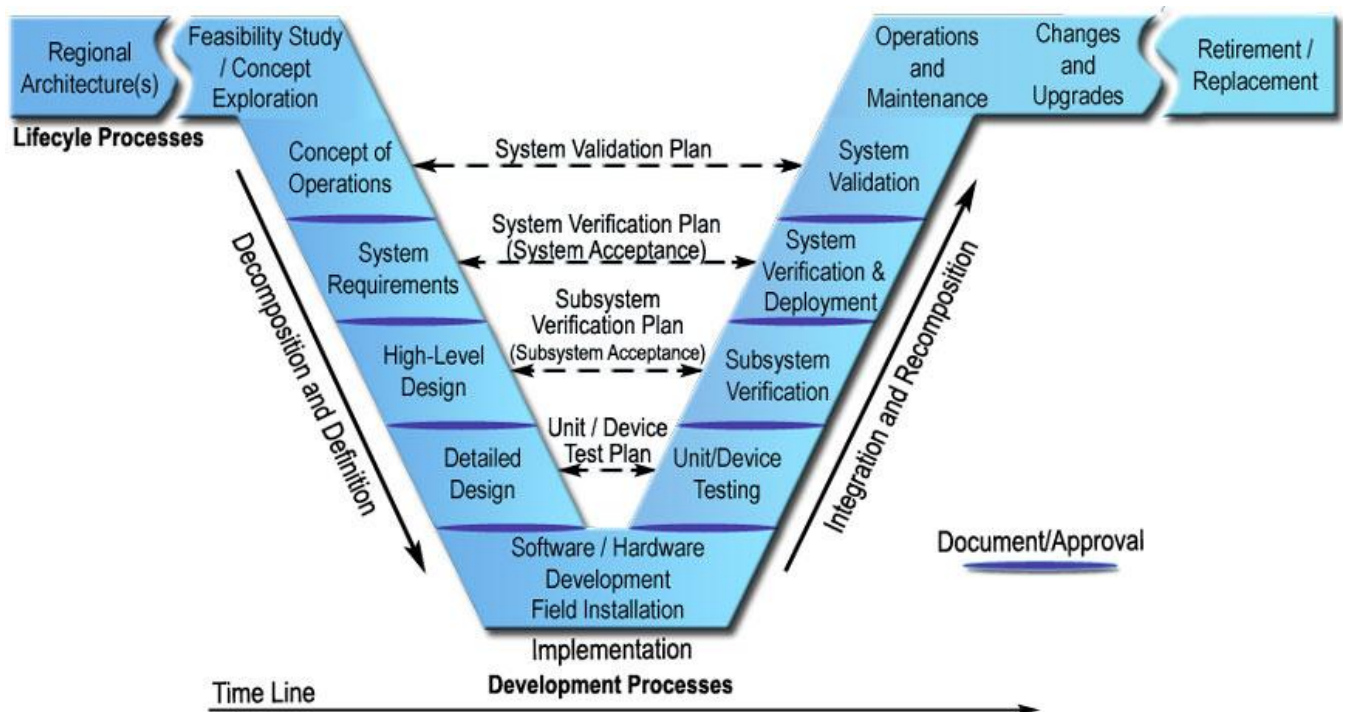 Regional
Architecture(s)
Feasibility Study
/ Concept
Exploration
Operations
and
Maintenance
Changes
and
Upgrades
Retirement /
Replacement
Lifecyle Processes
Concept of
Operations
System Validation Plan
System
Validation
System
Requirements
System Verification Plan
(System Acceptance)
System
Verification &
Deployment
High-Level
Design
Subsystem
Verification Plan
(Subsystem Acceptance)
Subsystem
Verification
Detailed
Design
Unit / Device
Test Plan
Unit/Device
Testing
Decomposition and Definition
Integration and Recomposition
Software / Hardware
Development
Field Installation
Document/Approval
Implementation
Development Processes
Time Line